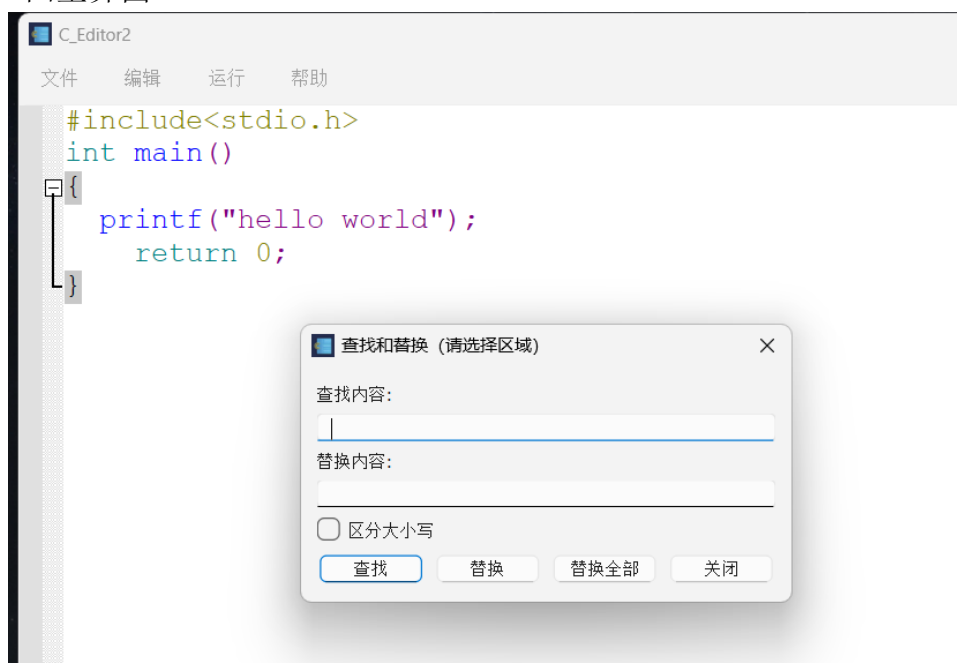 C_Editor2
文件 编辑 运行 帮助
#include<stdio.h>
int main()
{
printf("hello world");
return 0;
}
查找和替换 (请选择区域)
查找内容:
替换内容:
区分大小写
查找 替换 替换全部 关闭